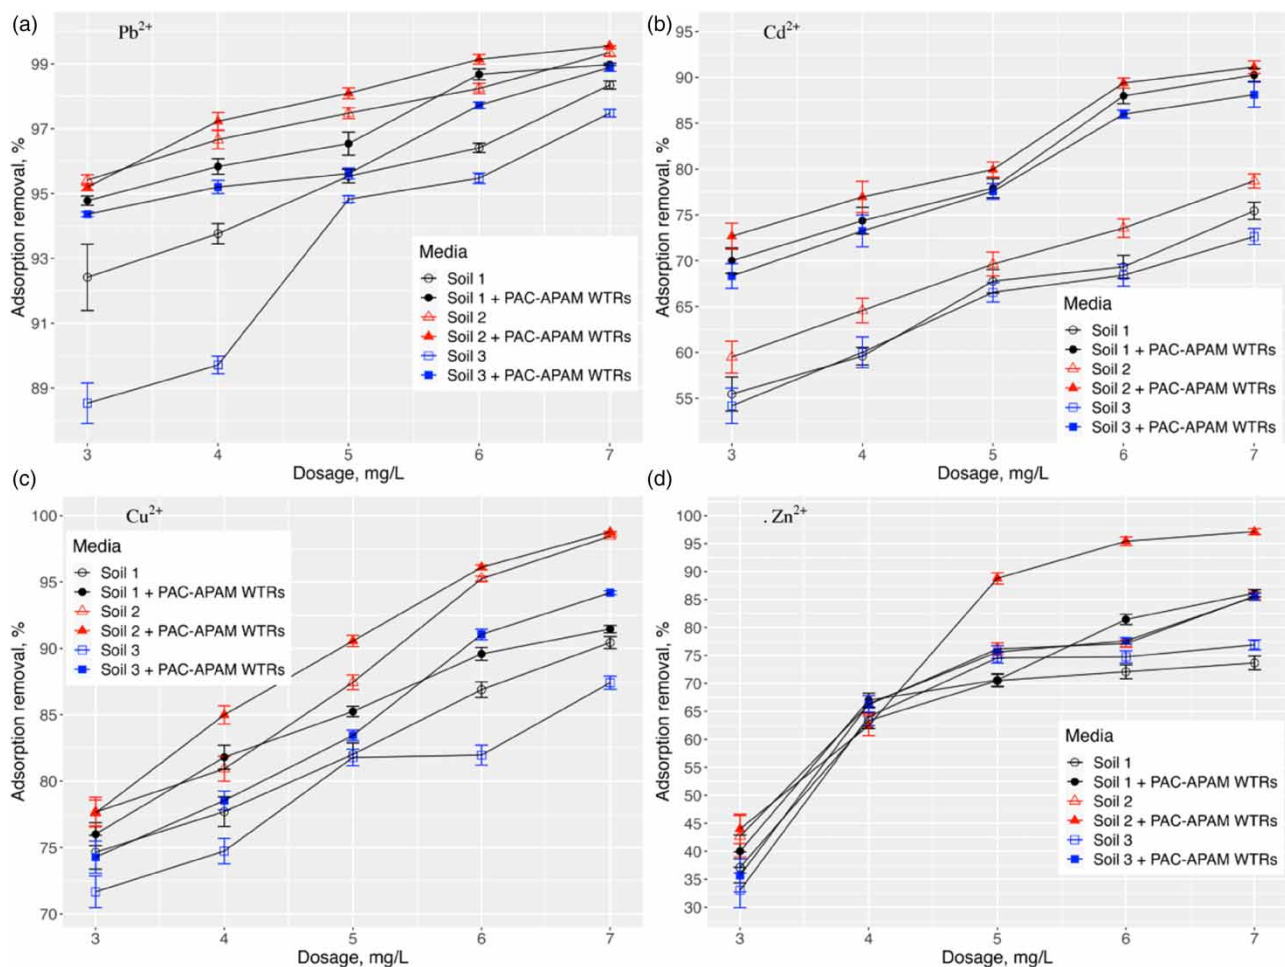 (a)
Pb2+
Adsorption removal, %
99
97
95
93
91
89
Media
Soil 1
Soil 1 + PAC-APAM WTRs
Soil 2
Soil 2 + PAC-APAM WTRs
Soil 3
Soil 3 + PAC-APAM WTRs
3 4 5 6 7
Dosage, mg/L
(b)
Cd2+
Adsorption removal, %
95
90
85
80
75
70
65
60
55
Media
Soil 1
Soil 1 + PAC-APAM WTRs
Soil 2
Soil 2 + PAC-APAM WTRs
Soil 3
Soil 3 + PAC-APAM WTRs
3 4 5 6 7
Dosage, mg/L
(c)
Cu2+
Adsorption removal, %
100
95
90
85
80
75
70
Media
Soil 1
Soil 1 + PAC-APAM WTRs
Soil 2
Soil 2 + PAC-APAM WTRs
Soil 3
Soil 3 + PAC-APAM WTRs
3 4 5 6 7
Dosage, mg/L
(d)
. Zn2+
Adsorption removal, %
100
95
90
85
80
75
70
65
60
55
50
45
40
35
30
Media
Soil 1
Soil 1 + PAC-APAM WTRs
Soil 2
Soil 2 + PAC-APAM WTRs
Soil 3
Soil 3 + PAC-APAM WTRs
3 4 5 6 7
Dosage, mg/L